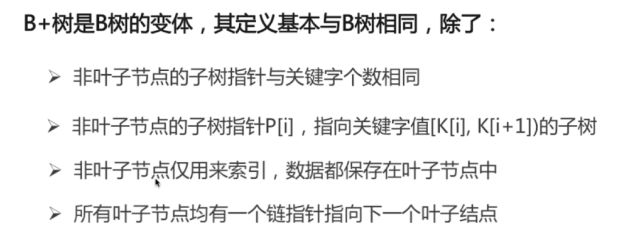 B+树是B树的变体，其定义基本与B树相同，除了：
➢ 非叶子节点的子树指针与关键字个数相同
➢ 非叶子节点的子树指针P[i]，指向关键字值[K[i], K[i+1])的子树
➢ 非叶子节点仅用来索引，数据都保存在叶子节点中
➢ 所有叶子节点均有一个链指针指向下一个叶子结点